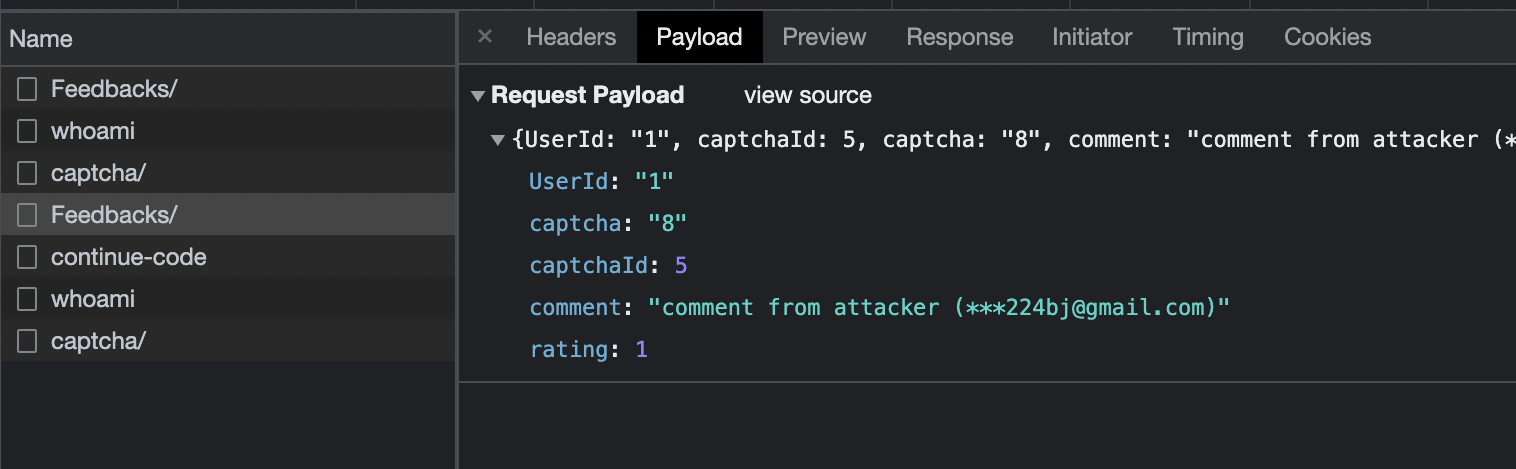 Name
Feedbacks/
whoami
captcha/
Feedbacks/
continue-code
whoami
captcha/
× Headers Payload Preview Response Initiator Timing Cookies
▼ Request Payload view source
▼ {UserId: "1", captchaId: 5, captcha: "8", comment: "comment from attacker (*
UserId: "1"
captcha: "8"
captchaId: 5
comment: "comment from attacker (***224bj@gmail.com)"
rating: 1